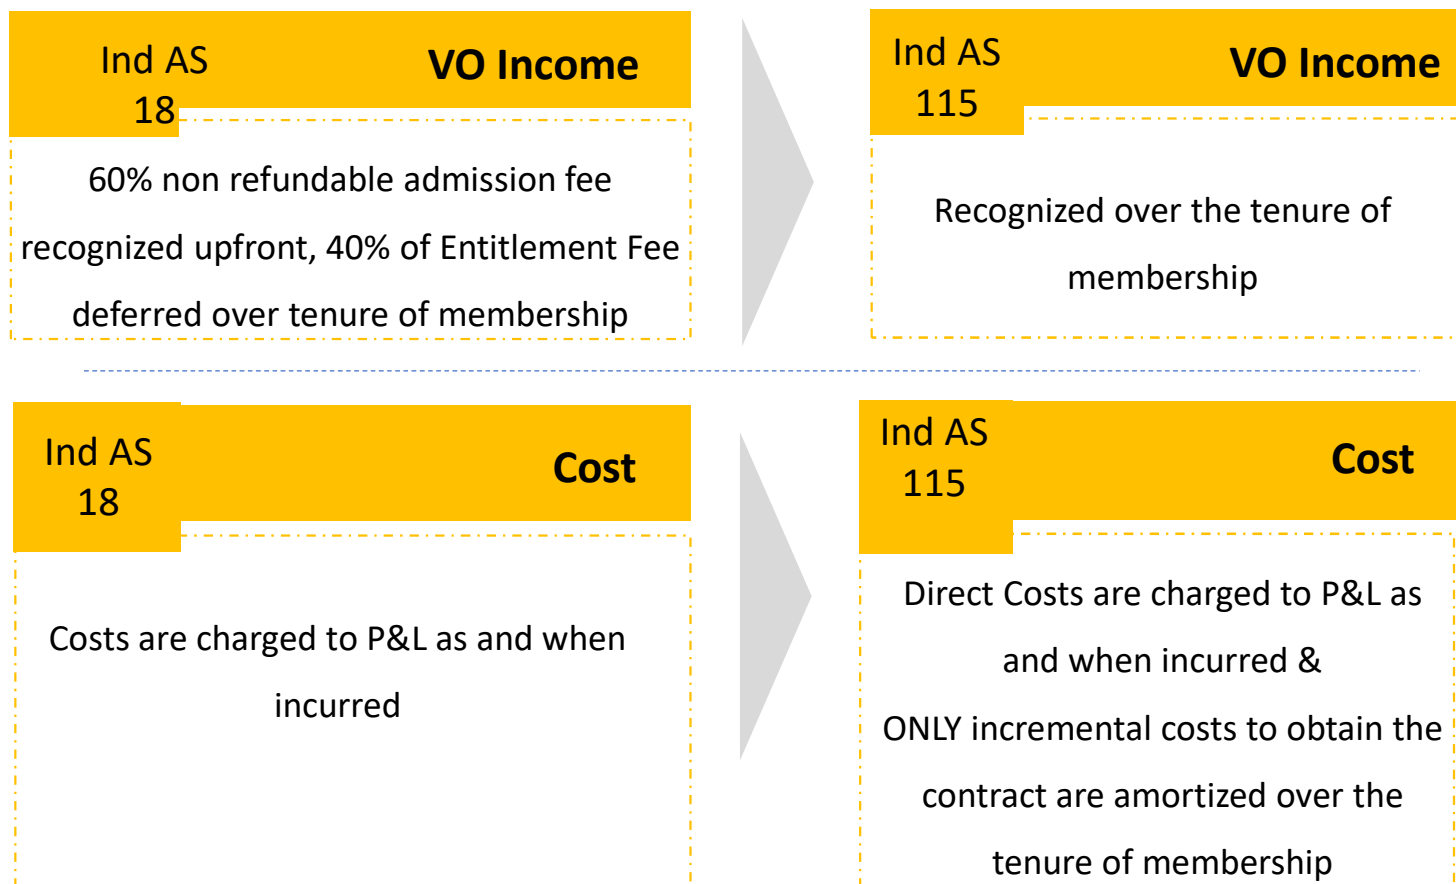 Ind AS
18
VO Income
60% non refundable admission fee
recognized upfront, 40% of Entitlement Fee
deferred over tenure of membership
Ind AS
115
VO Income
Recognized over the tenure of
membership
Ind AS
18
Cost
Costs are charged to P&L as and when
incurred
Ind AS
115
Cost
Direct Costs are charged to P&L as
and when incurred &
ONLY incremental costs to obtain the
contract are amortized over the
tenure of membership